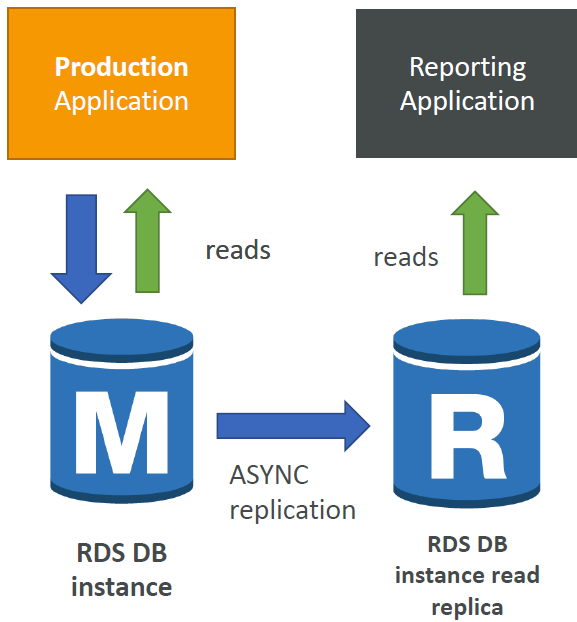 Production
Application
Reporting
Application
reads
reads
M
R
ASYNC
replication
RDS DB
instance
RDS DB
instance read
replica